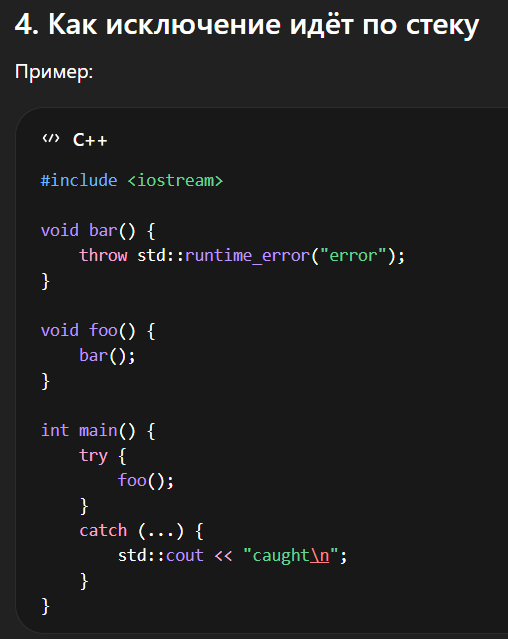 4. Как исключение идёт по стеку
Пример:
C++
#include <iostream>
void bar() {
    throw std::runtime_error("error");
}
void foo() {
    bar();
}
int main() {
    try {
        foo();
    }
    catch (...) {
        std::cout << "caught\n";
    }
}